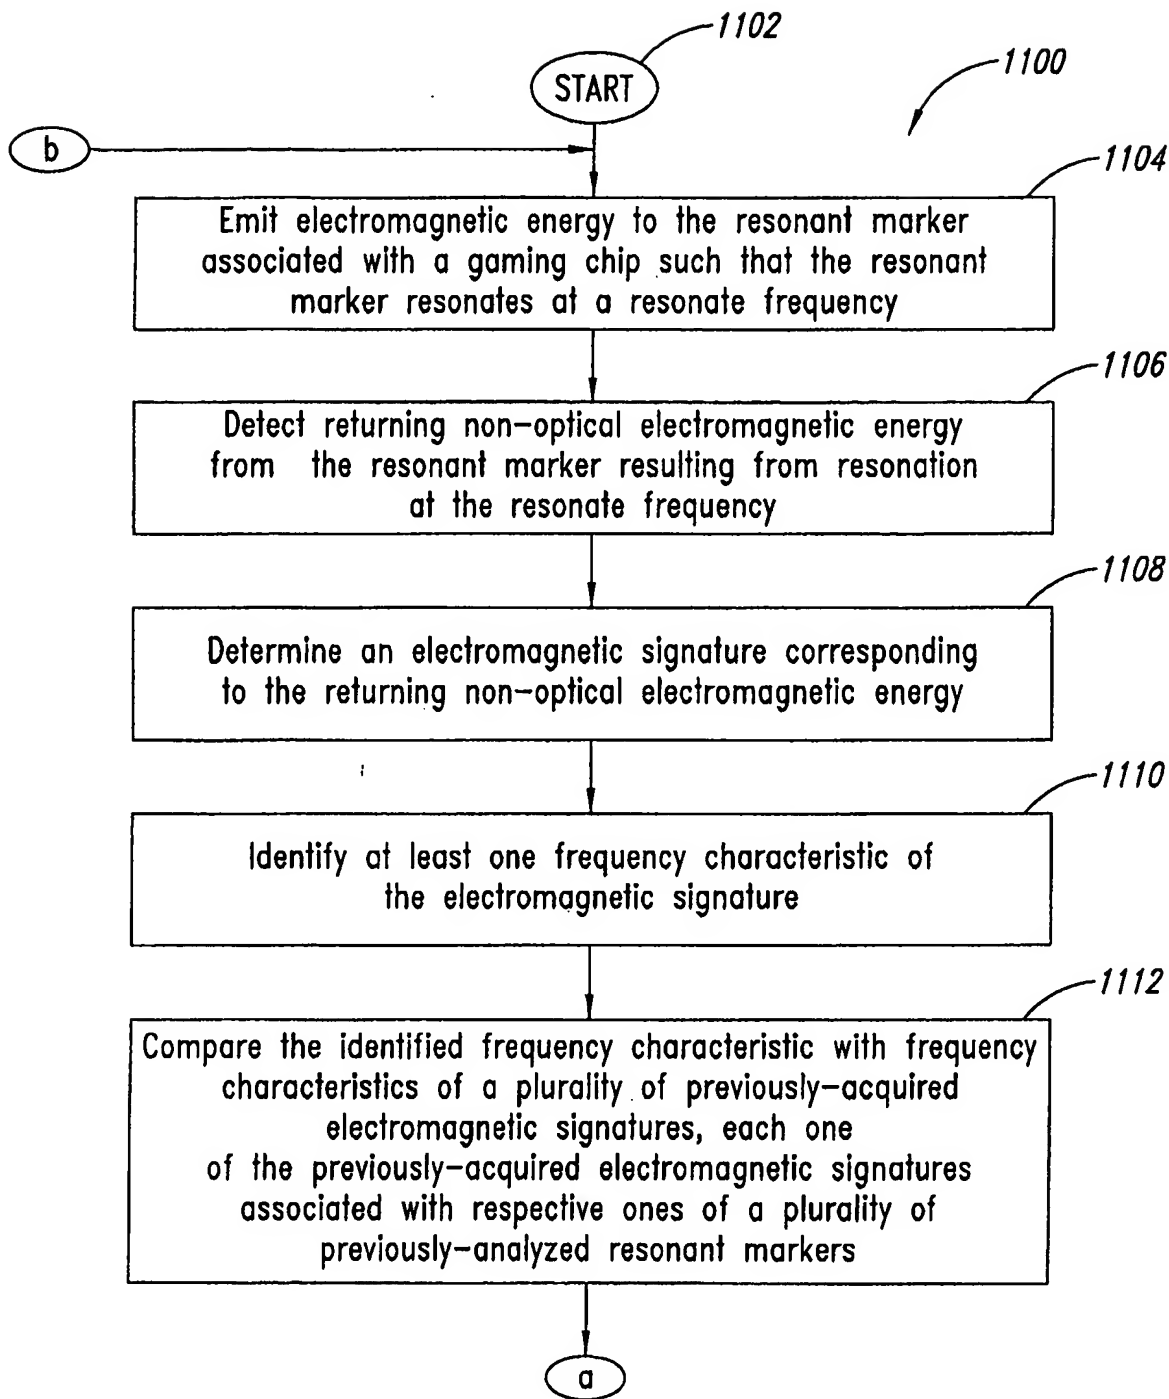 1102
START
1100
b
1104
Emit electromagnetic energy to the resonant marker
associated with a gaming chip such that the resonant
marker resonates at a resonate frequency
1106
Detect returning non-optical electromagnetic energy
from the resonant marker resulting from resonation
at the resonate frequency
1108
Determine an electromagnetic signature corresponding
to the returning non-optical electromagnetic energy
1110
Identify at least one frequency characteristic of
the electromagnetic signature
1112
Compare the identified frequency characteristic with frequency
characteristics of a plurality of previously-acquired
electromagnetic signatures, each one
of the previously-acquired electromagnetic signatures
associated with respective ones of a plurality of
previously-analyzed resonant markers
a